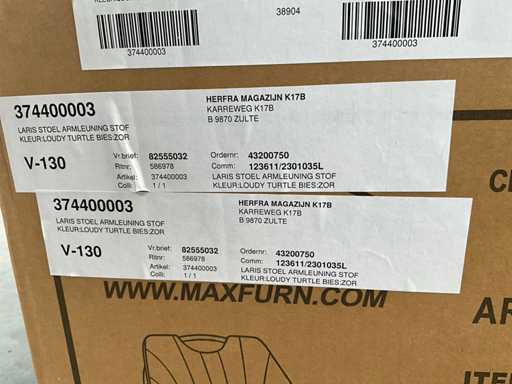 38904
374400003
374400003
374400003
HERFRA MAGAZIJN K17B
KARREWEG K17B
B 9870 ZULTE
LARIS STOEL ARMLEUNING STOF
KLEUR:LOUDY TURTLE BIES:ZOR
V-130
Vr.brief: 82555032
Ritnr: 586978
Artikel: 374400003
Colli: 1 / 1
Ordernr: 43200750
Comm: 123611/2301035L
LARIS STOEL ARMLEUNING STOF
KLEUR:LOUDY TURTLE BIES:ZOR
374400003
HERFRA MAGAZIJN K17B
KARREWEG K17B
B 9870 ZULTE
LARIS STOEL ARMLEUNING STOF
KLEUR:LOUDY TURTLE BIES:ZOR
V-130
Vr.brief: 82555032
Ritnr: 586978
Artikel: 374400003
Colli: 1 / 1
Ordernr: 43200750
Comm: 123611/2301035L
LARIS STOEL ARMLEUNING STOF
KLEUR:LOUDY TURTLE BIES:ZOR
WWW.MAXFURN.COM